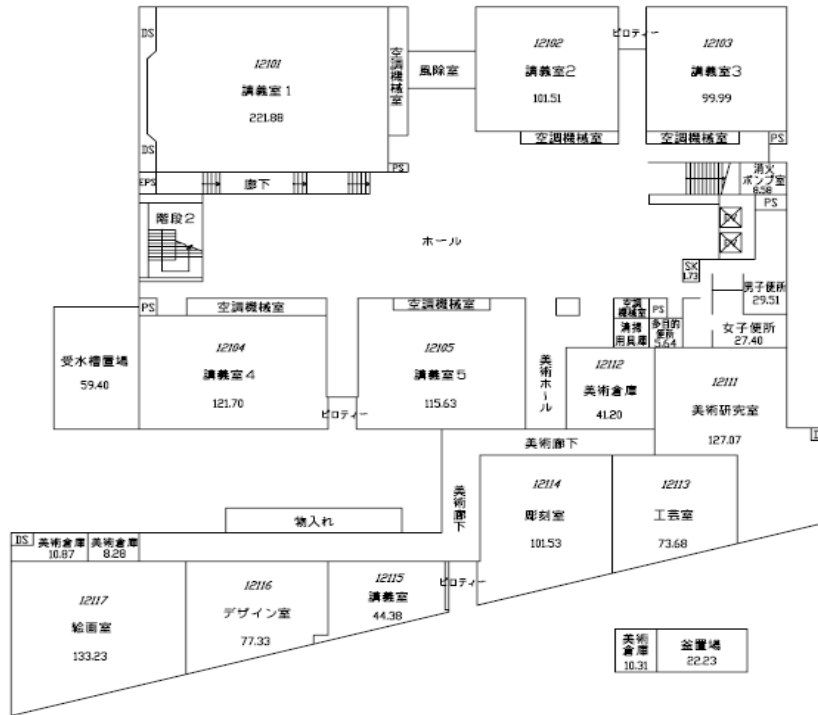 DS
12101
講義室1
221.88
DS
空調機械室
PS
風除室
12102
講義室2
101.51
空調機械室
ピロティー
12103
講義室3
99.99
空調機械室
PS
EPS
廊下
消火
ポンプ室
8.58
PS
階段2
ホール
SK
1.73
男子便所
29.51
女子便所
27.40
PS
空調機械室
空調機械室
空調
機械室
PS
清掃
用具庫
多目的
便所
5.64
受水槽置場
59.40
12104
講義室4
121.70
ピロティー
12105
講義室5
115.63
美術ホール
12112
美術倉庫
41.20
12111
美術研究室
127.07
美術廊下
美術廊下
12114
彫刻室
101.53
12113
工芸室
73.68
物入れ
DS
美術倉庫
10.87
美術倉庫
8.28
12117
絵画室
133.23
12116
デザイン室
77.33
12115
講義室
44.38
ピロティー
美術
倉庫
10.31
釜置場
22.23